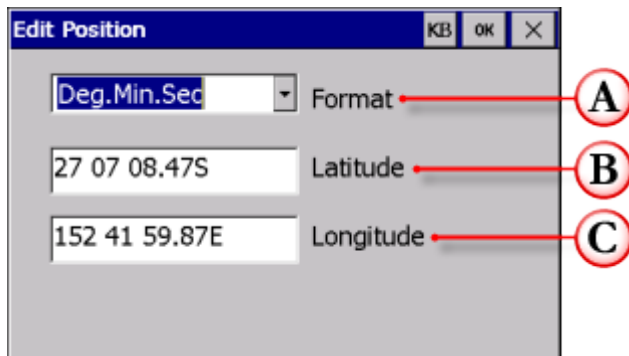 Edit Position KB OK
Deg.Min.Sec Format A
27 07 08.47S Latitude B
152 41 59.87E Longitude C